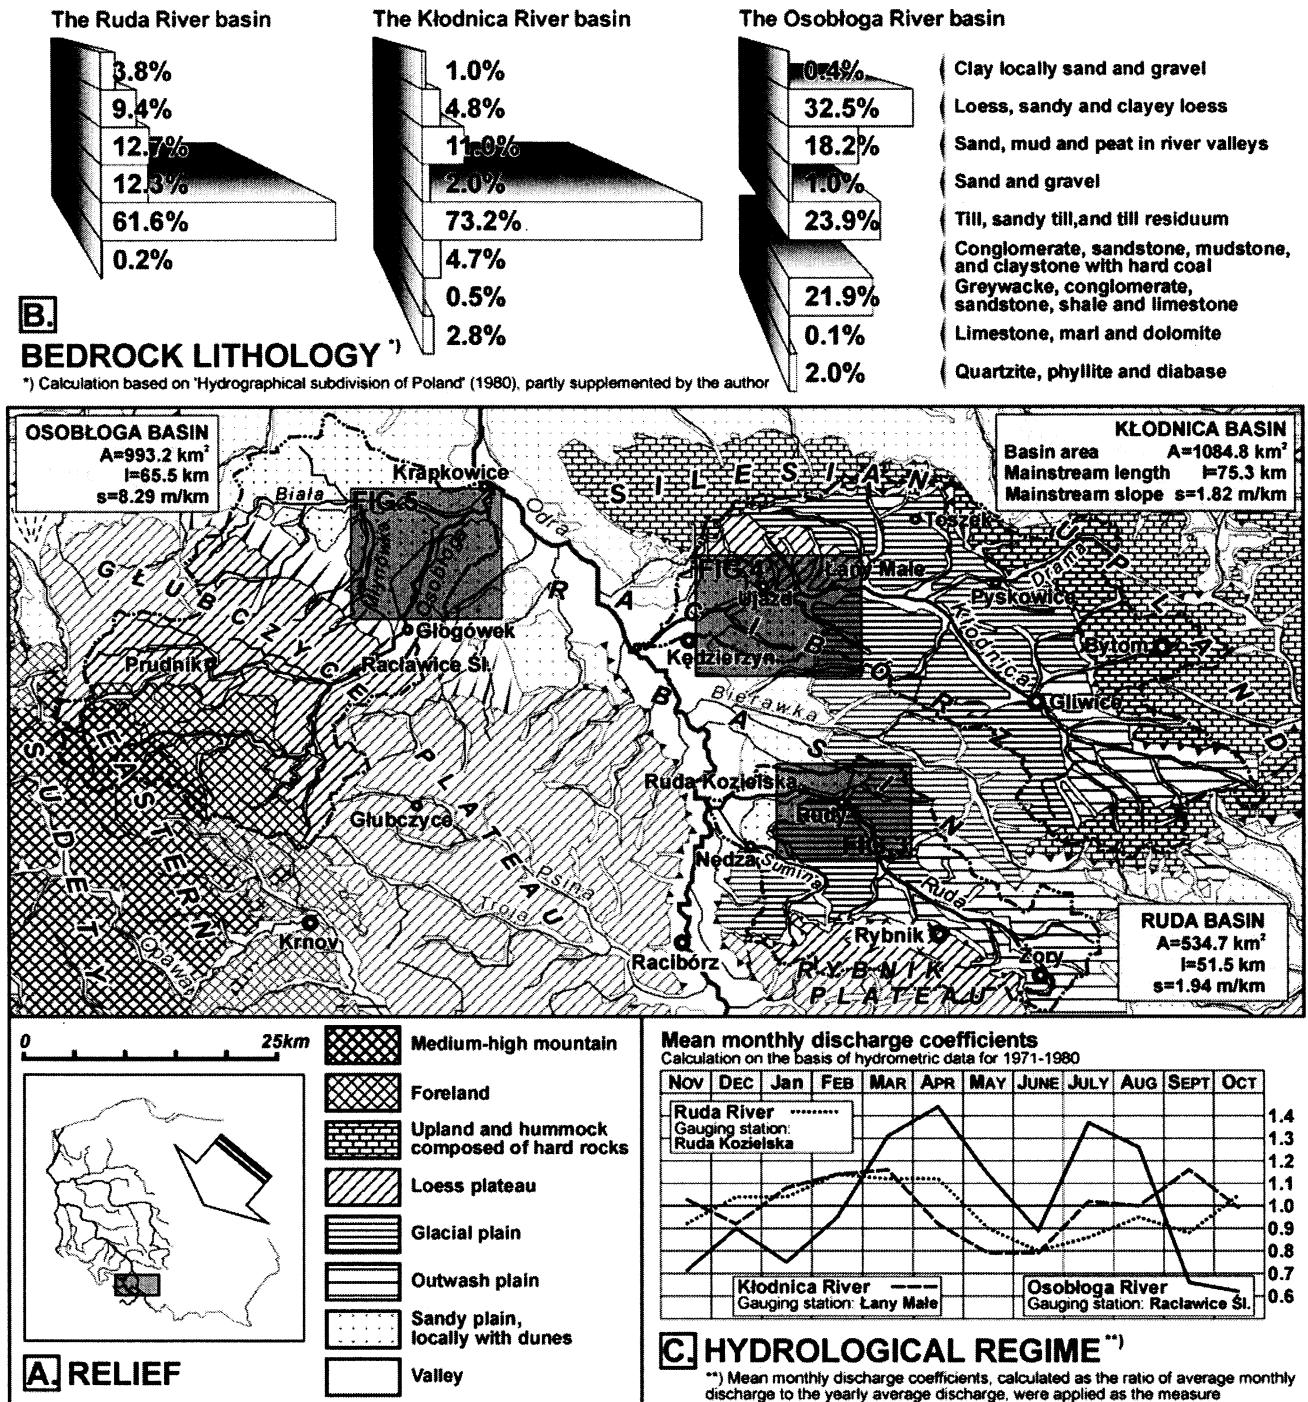 The Ruda River basin
3.8%
9.4%
12.7%
12.3%
61.6%
0.2%
The Kłodnica River basin
1.0%
4.8%
11.0%
2.0%
73.2%
4.7%
0.5%
2.8%
The Osobłoga River basin
0.4%
32.5%
18.2%
1.0%
23.9%
21.9%
0.1%
2.0%
Clay locally sand and gravel
Loess, sandy and clayey loess
Sand, mud and peat in river valleys
Sand and gravel
Till, sandy till,and till residuum
Conglomerate, sandstone, mudstone,
and claystone with hard coal
Greywacke, conglomerate,
sandstone, shale and limestone
Limestone, marl and dolomite
Quartzite, phyllite and diabase
B.
BEDROCK LITHOLOGY *)
*) Calculation based on 'Hydrographical subdivision of Poland' (1980), partly supplemented by the author
OSOBŁOGA BASIN
A=993.2 km²
l=65.5 km
s=8.29 m/km
KŁODNICA BASIN
Basin area A=1084.8 km²
Mainstream length l=75.3 km
Mainstream slope s=1.82 m/km
Krapkowice
Biała
FIG.5
Osobłoga
Odra
SILESIAN
UPLAND
Toszek
Drama
FIG.4
Łany Małe
Ujazd
Pyskowice
Kłodnica
Bytom
GŁUBCZYCE
PLATEAU
Głogówek
Prudnik
Racławice Śl.
Kędzierzyn
RACIBÓRZ
BASIN
Bierawka
Gliwice
EASTERN
SUDETY
Ruda Kozielska
Rudy
Głubczyce
Nędza
Sumina
Ruda
Psina
Troja
Opawa
Krnov
Racibórz
Rybnik
RYBNIK
PLATEAU
Żory
RUDA BASIN
A=534.7 km²
l=51.5 km
s=1.94 m/km
0 25km
Medium-high mountain
Foreland
Upland and hummock
composed of hard rocks
Loess plateau
Glacial plain
Outwash plain
Sandy plain,
locally with dunes
Valley
A. RELIEF
Mean monthly discharge coefficients
Calculation on the basis of hydrometric data for 1971-1980
NOV DEC Jan FEB MAR APR MAY JUNE JULY AUG SEPT OCT
Ruda River
Gauging station:
Ruda Kozielska
1.4
1.3
1.2
1.1
1.0
0.9
0.8
0.7
0.6
Kłodnica River
Gauging station: Łany Małe
Osobłoga River
Gauging station: Racławice Śl.
C. HYDROLOGICAL REGIME **)
**) Mean monthly discharge coefficients, calculated as the ratio of average monthly
discharge to the yearly average discharge, were applied as the measure